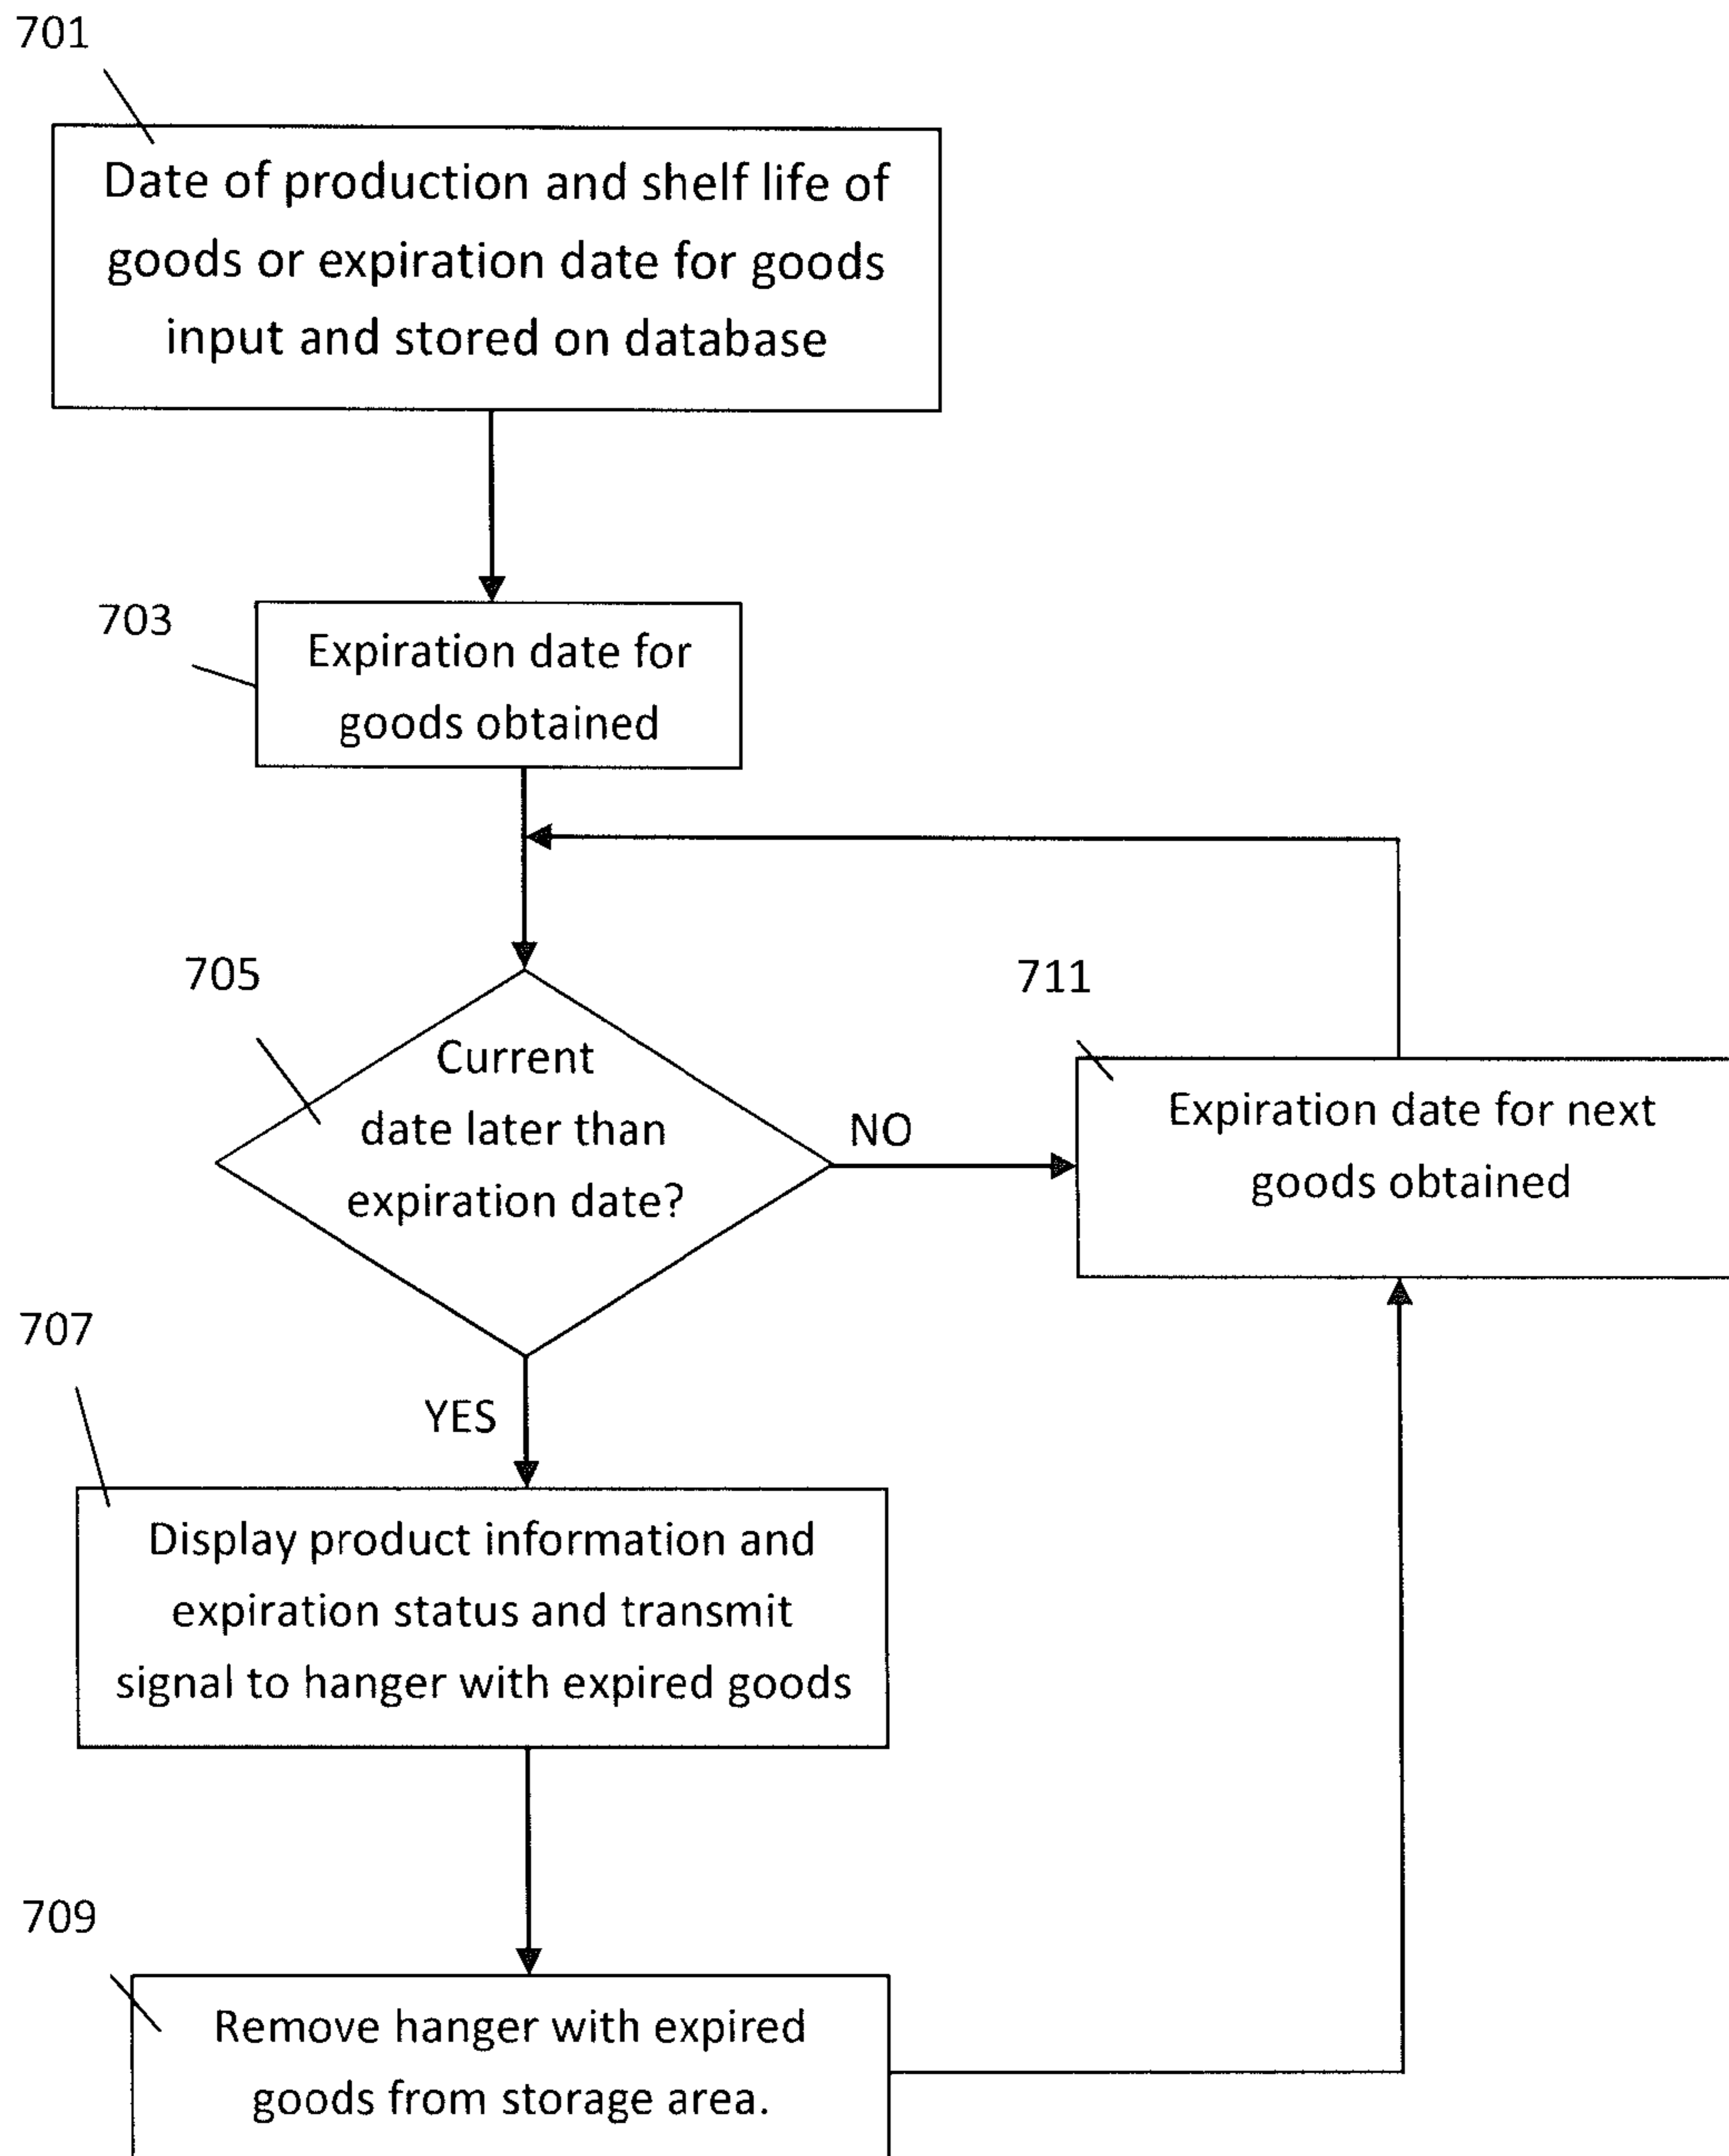 701
Date of production and shelf life of
goods or expiration date for goods
input and stored on database
703
Expiration date for
goods obtained
705
Current
date later than
expiration date?
NO
711
Expiration date for next
goods obtained
YES
707
Display product information and
expiration status and transmit
signal to hanger with expired goods
709
Remove hanger with expired
goods from storage area.